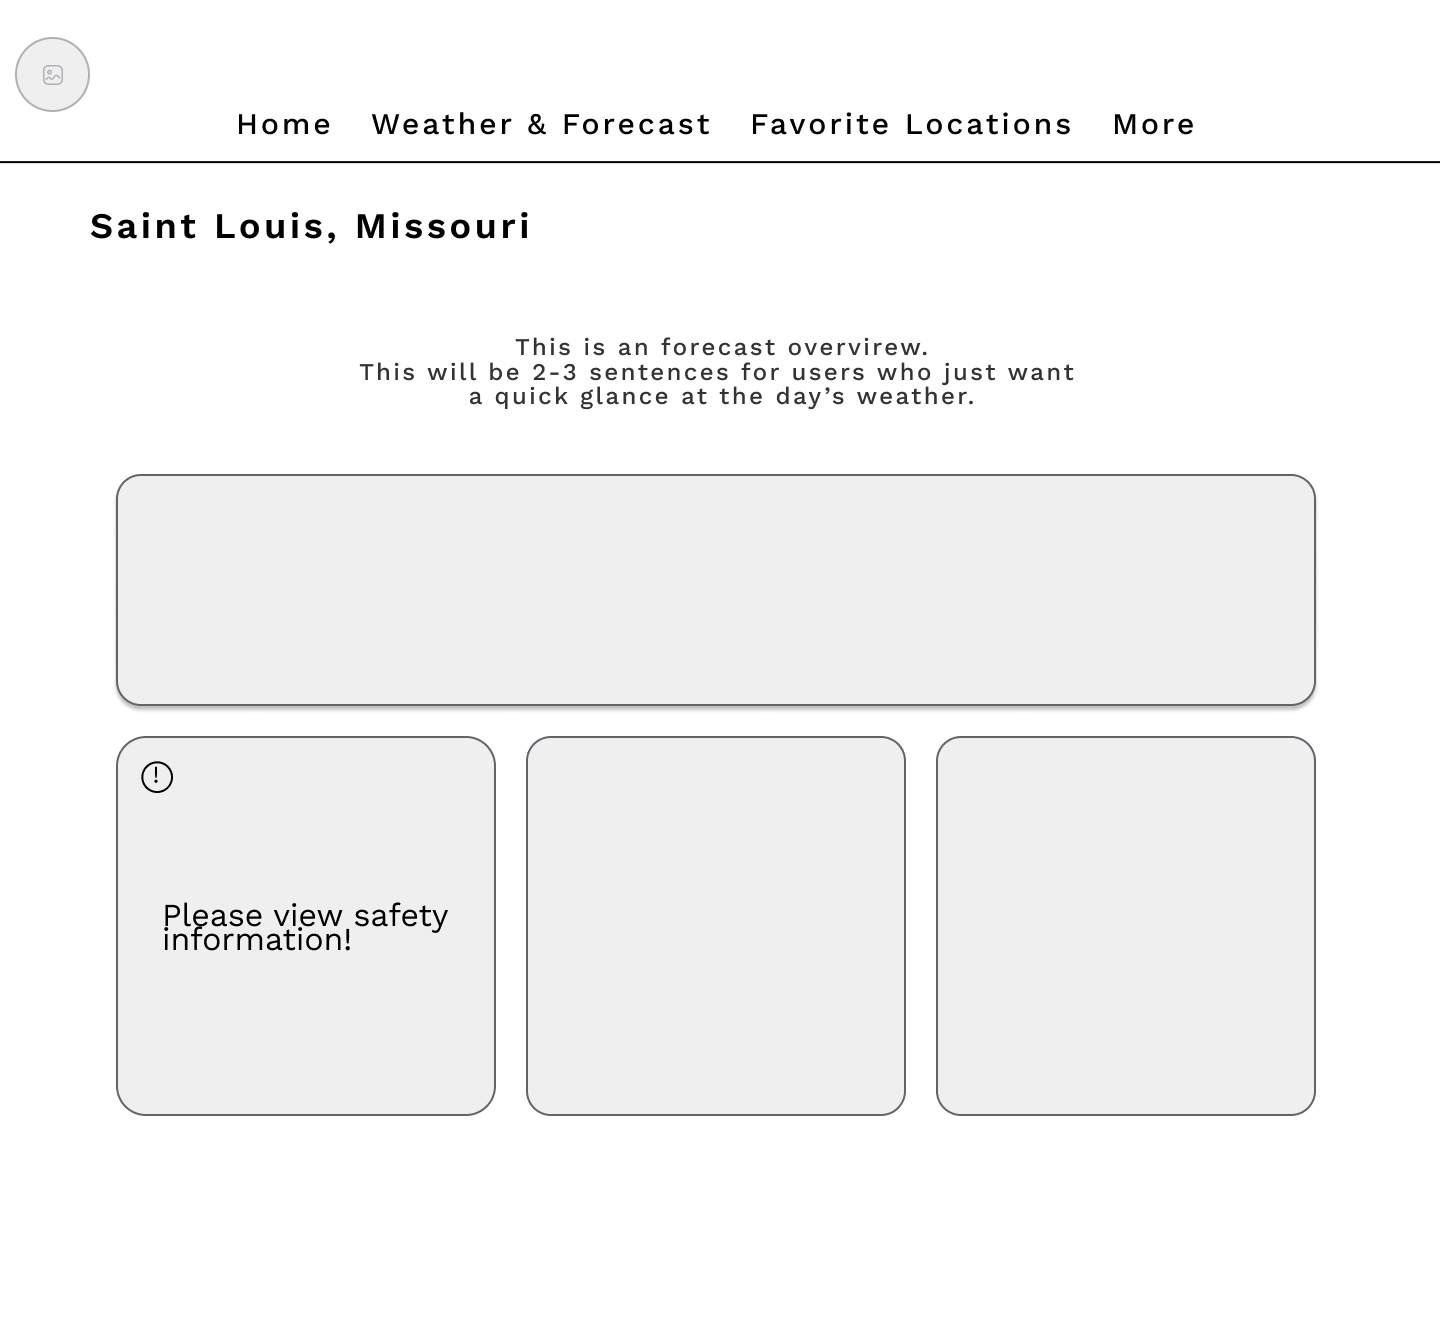 Home Weather & Forecast Favorite Locations More
Saint Louis, Missouri
This is an forecast overvirew.
This will be 2-3 sentences for users who just want
a quick glance at the day’s weather.
!
Please view safety
information!